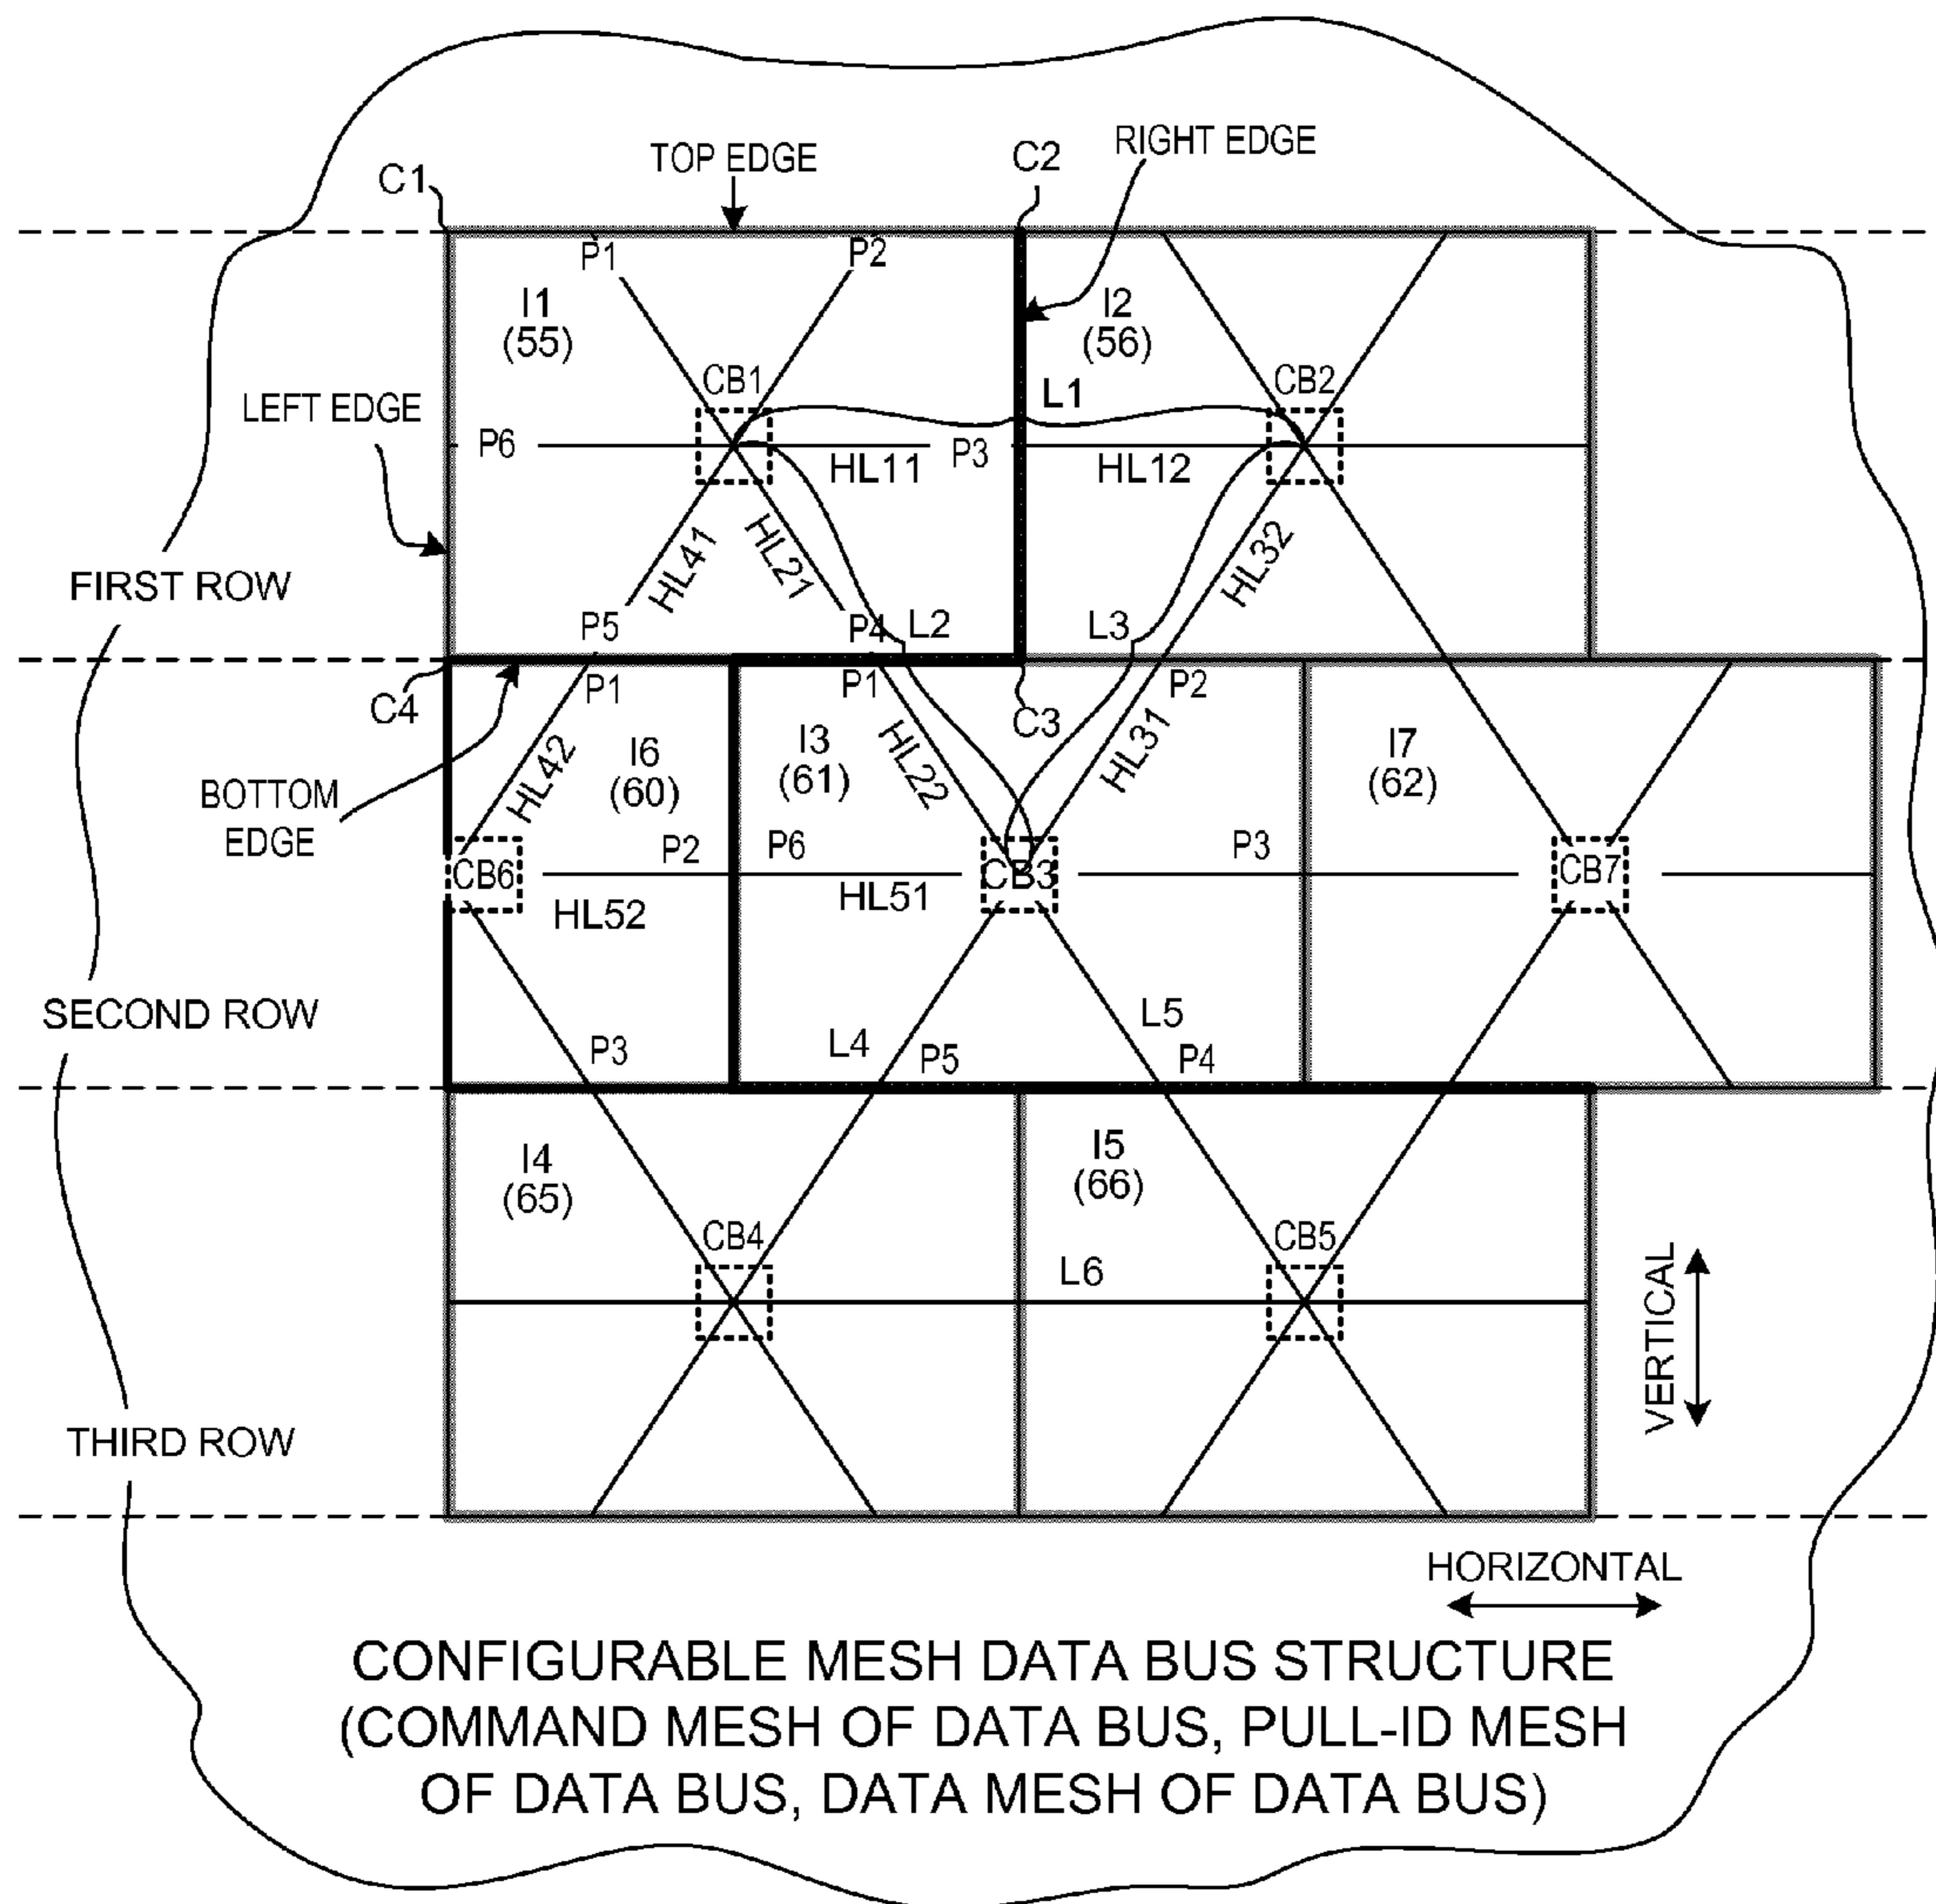 C1
TOP EDGE
C2
RIGHT EDGE
P1
P2
I1
(55)
I2
(56)
CB1
CB2
L1
LEFT EDGE
P6
HL11
P3
HL12
HL41
HL21
HL32
FIRST ROW
P5
P4
L2
L3
C4
P1
P1
C3
P2
BOTTOM
EDGE
HL42
I6
(60)
I3
(61)
HL22
HL31
I7
(62)
P2
P6
P3
CB6
CB3
CB7
HL52
HL51
SECOND ROW
P3
L4
P5
L5
P4
I4
(65)
I5
(66)
CB4
CB5
L6
VERTICAL
THIRD ROW
HORIZONTAL
CONFIGURABLE MESH DATA BUS STRUCTURE
(COMMAND MESH OF DATA BUS, PULL-ID MESH
OF DATA BUS, DATA MESH OF DATA BUS)